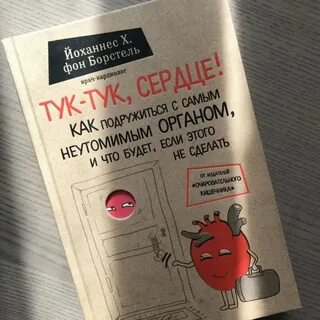 Йоханнес Х.
фон Борстель
врач-кардиолог
ТУК-ТУК, СЕРДЦЕ!
КАК ПОДРУЖИТЬСЯ С САМЫМ
НЕУТОМИМЫМ ОРГАНОМ,
И ЧТО БУДЕТ, ЕСЛИ ЭТОГО
НЕ СДЕЛАТЬ
ОТ ИЗДАТЕЛЕЙ
«ОЧАРОВАТЕЛЬНОГО
КИШЕЧНИКА»